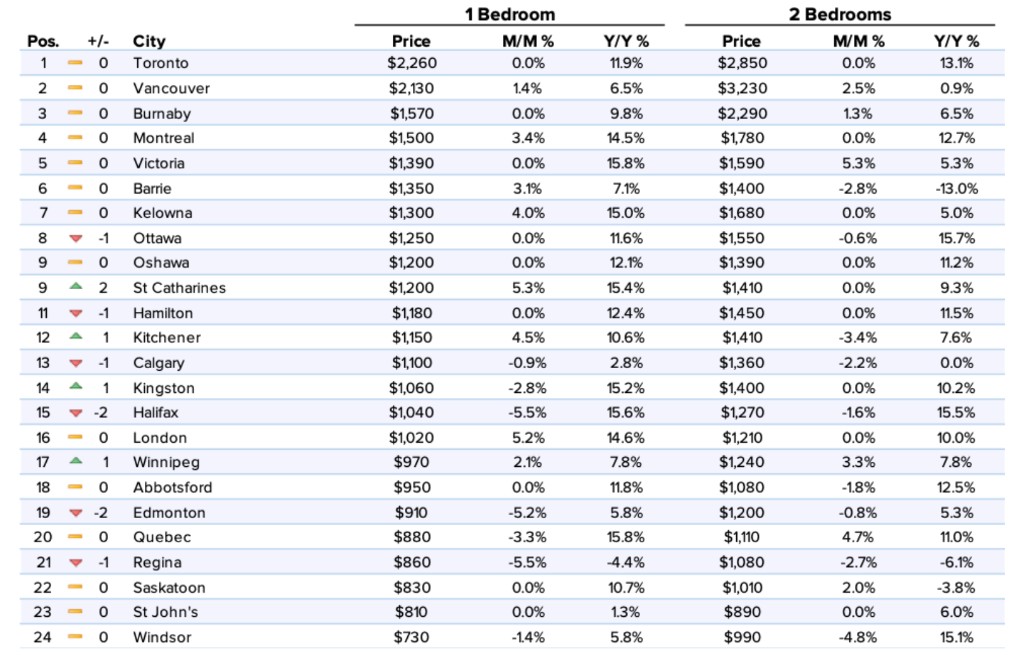 1 Bedroom 2 Bedrooms
Pos. +/- City Price M/M % Y/Y % Price M/M % Y/Y %
1 0 Toronto $2,260 0.0% 11.9% $2,850 0.0% 13.1%
2 0 Vancouver $2,130 1.4% 6.5% $3,230 2.5% 0.9%
3 0 Burnaby $1,570 0.0% 9.8% $2,290 1.3% 6.5%
4 0 Montreal $1,500 3.4% 14.5% $1,780 0.0% 12.7%
5 0 Victoria $1,390 0.0% 15.8% $1,590 5.3% 5.3%
6 0 Barrie $1,350 3.1% 7.1% $1,400 -2.8% -13.0%
7 0 Kelowna $1,300 4.0% 15.0% $1,680 0.0% 5.0%
8 -1 Ottawa $1,250 0.0% 11.6% $1,550 -0.6% 15.7%
9 0 Oshawa $1,200 0.0% 12.1% $1,390 0.0% 11.2%
9 2 St Catharines $1,200 5.3% 15.4% $1,410 0.0% 9.3%
11 -1 Hamilton $1,180 0.0% 12.4% $1,450 0.0% 11.5%
12 1 Kitchener $1,150 4.5% 10.6% $1,410 -3.4% 7.6%
13 -1 Calgary $1,100 -0.9% 2.8% $1,360 -2.2% 0.0%
14 1 Kingston $1,060 -2.8% 15.2% $1,400 0.0% 10.2%
15 -2 Halifax $1,040 -5.5% 15.6% $1,270 -1.6% 15.5%
16 0 London $1,020 5.2% 14.6% $1,210 0.0% 10.0%
17 1 Winnipeg $970 2.1% 7.8% $1,240 3.3% 7.8%
18 0 Abbotsford $950 0.0% 11.8% $1,080 -1.8% 12.5%
19 -2 Edmonton $910 -5.2% 5.8% $1,200 -0.8% 5.3%
20 0 Quebec $880 -3.3% 15.8% $1,110 4.7% 11.0%
21 -1 Regina $860 -5.5% -4.4% $1,080 -2.7% -6.1%
22 0 Saskatoon $830 0.0% 10.7% $1,010 2.0% -3.8%
23 0 St John's $810 0.0% 1.3% $890 0.0% 6.0%
24 0 Windsor $730 -1.4% 5.8% $990 -4.8% 15.1%